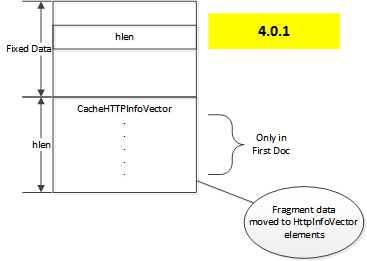 4.0.1
hlen
Fixed Data
CacheHTTPInfoVector
hlen
Only in
First Doc
Fragment data
moved to HttpInfoVector
elements